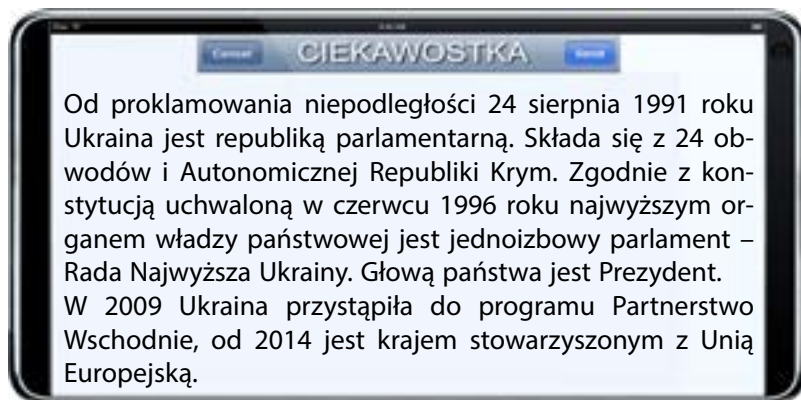 Cancel CIEKAWOSTKA Send
Od proklamowania niepodległości 24 sierpnia 1991 roku
Ukraina jest republiką parlamentarną. Składa się z 24 ob-
wodów i Autonomicznej Republiki Krym. Zgodnie z kon-
stytucją uchwaloną w czerwcu 1996 roku najwyższym or-
ganem władzy państwowej jest jednoizbowy parlament –
Rada Najwyższa Ukrainy. Głową państwa jest Prezydent.
W 2009 Ukraina przystąpiła do programu Partnerstwo
Wschodnie, od 2014 jest krajem stowarzyszonym z Unią
Europejską.